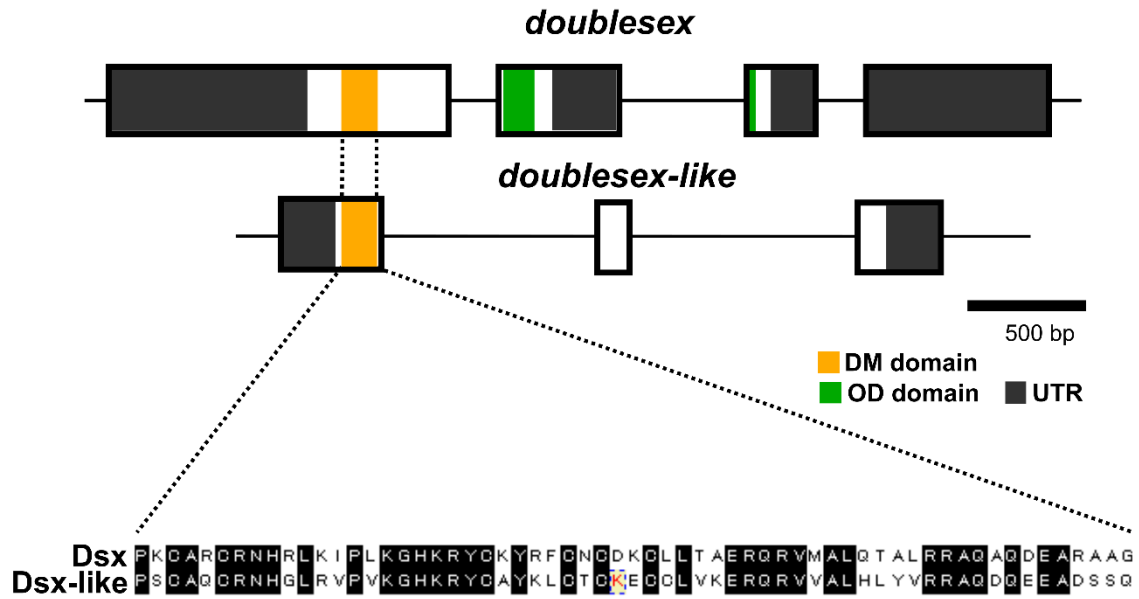 doublesex
doublesex-like
500 bp
DM domain
OD domain UTR
Dsx PKCARCRNHRLKIPLKGHKRYCKYRFCNCDKCLLTAERQRVMALQTALRRAQAQDEARAAG
Dsx-like PSCAQCRNHGLRVPVKGHKRYCAYKLCTCKECCLVKERQRVVALHLYVRRAQDQEEADSSQ